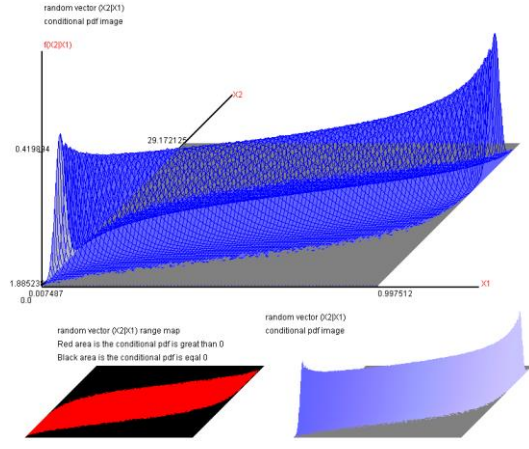 random vector (X2|X1)
conditional pdf image
f(X2|X1)
X2
29.172125
0.419894
1.885238
0.007487
0.0
0.997512
X1
random vector (X2|X1) range map
Red area is the conditional pdf is great than 0
Black area is the conditional pdf is eqal 0
random vector (X2|X1)
conditional pdf image